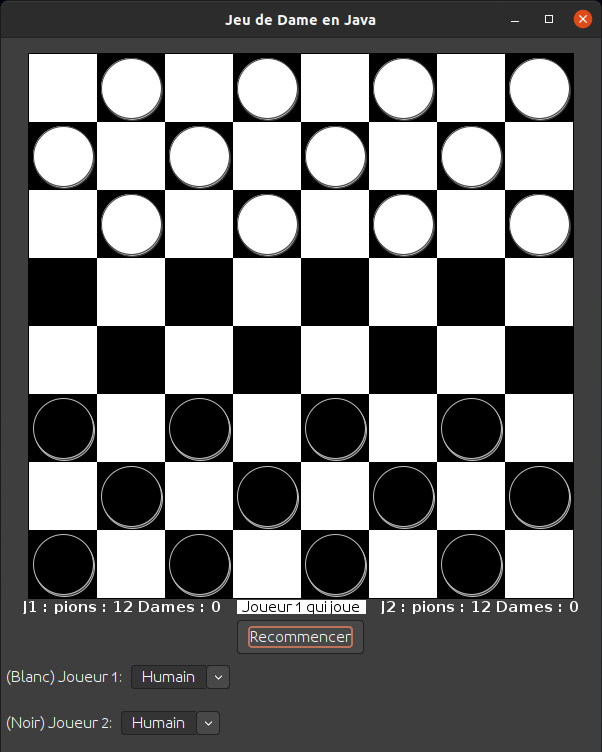 Jeu de Dame en Java
J1 : pions : 12 Dames : 0 Joueur 1 qui joue J2 : pions : 12 Dames : 0
Recommencer
(Blanc) Joueur 1: Humain
(Noir) Joueur 2: Humain